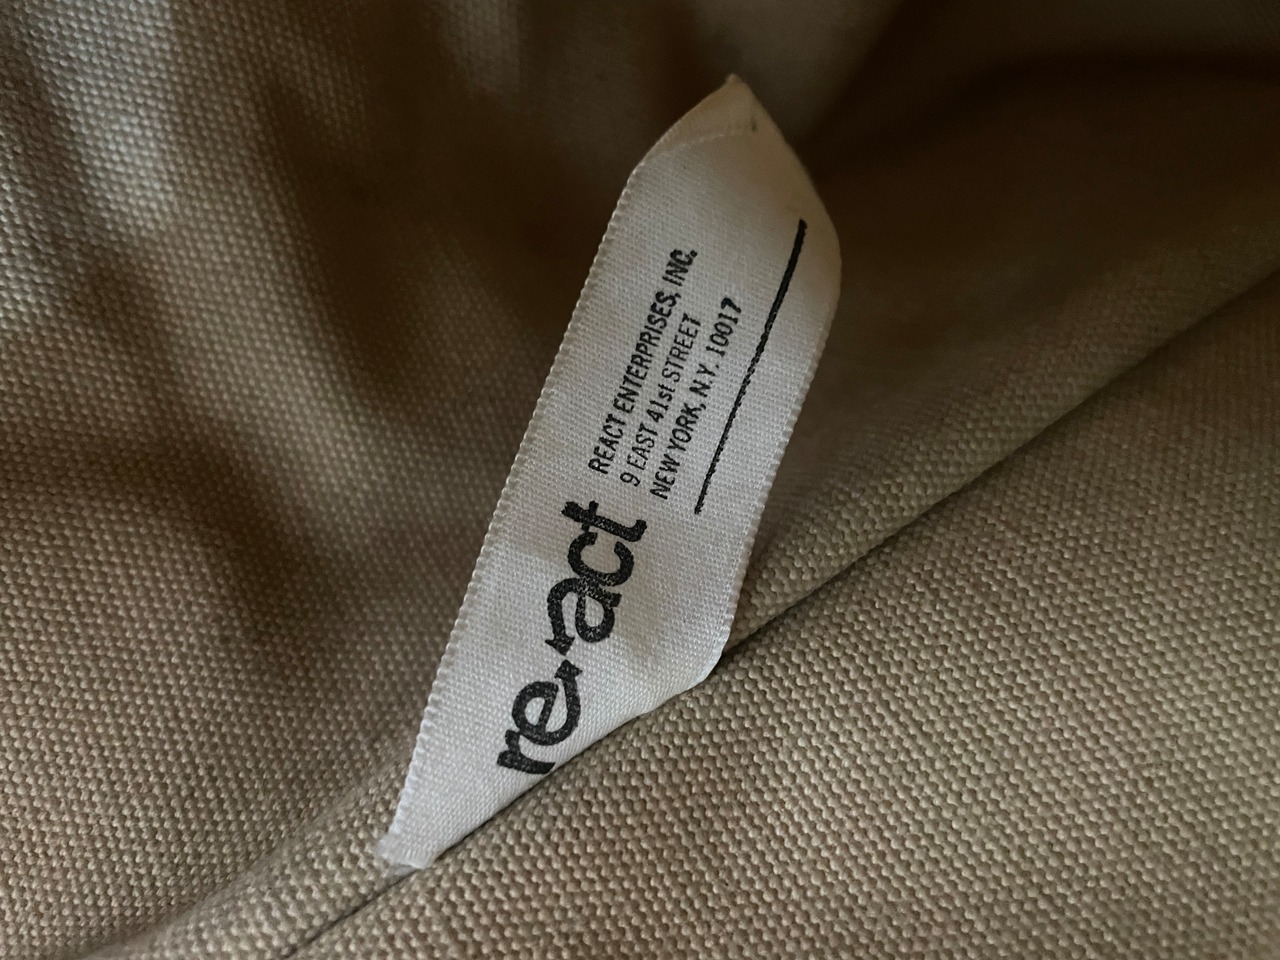 re·act
REACT ENTERPRISES, INC.
9 EAST 41st STREET
NEW YORK, N.Y. 10017